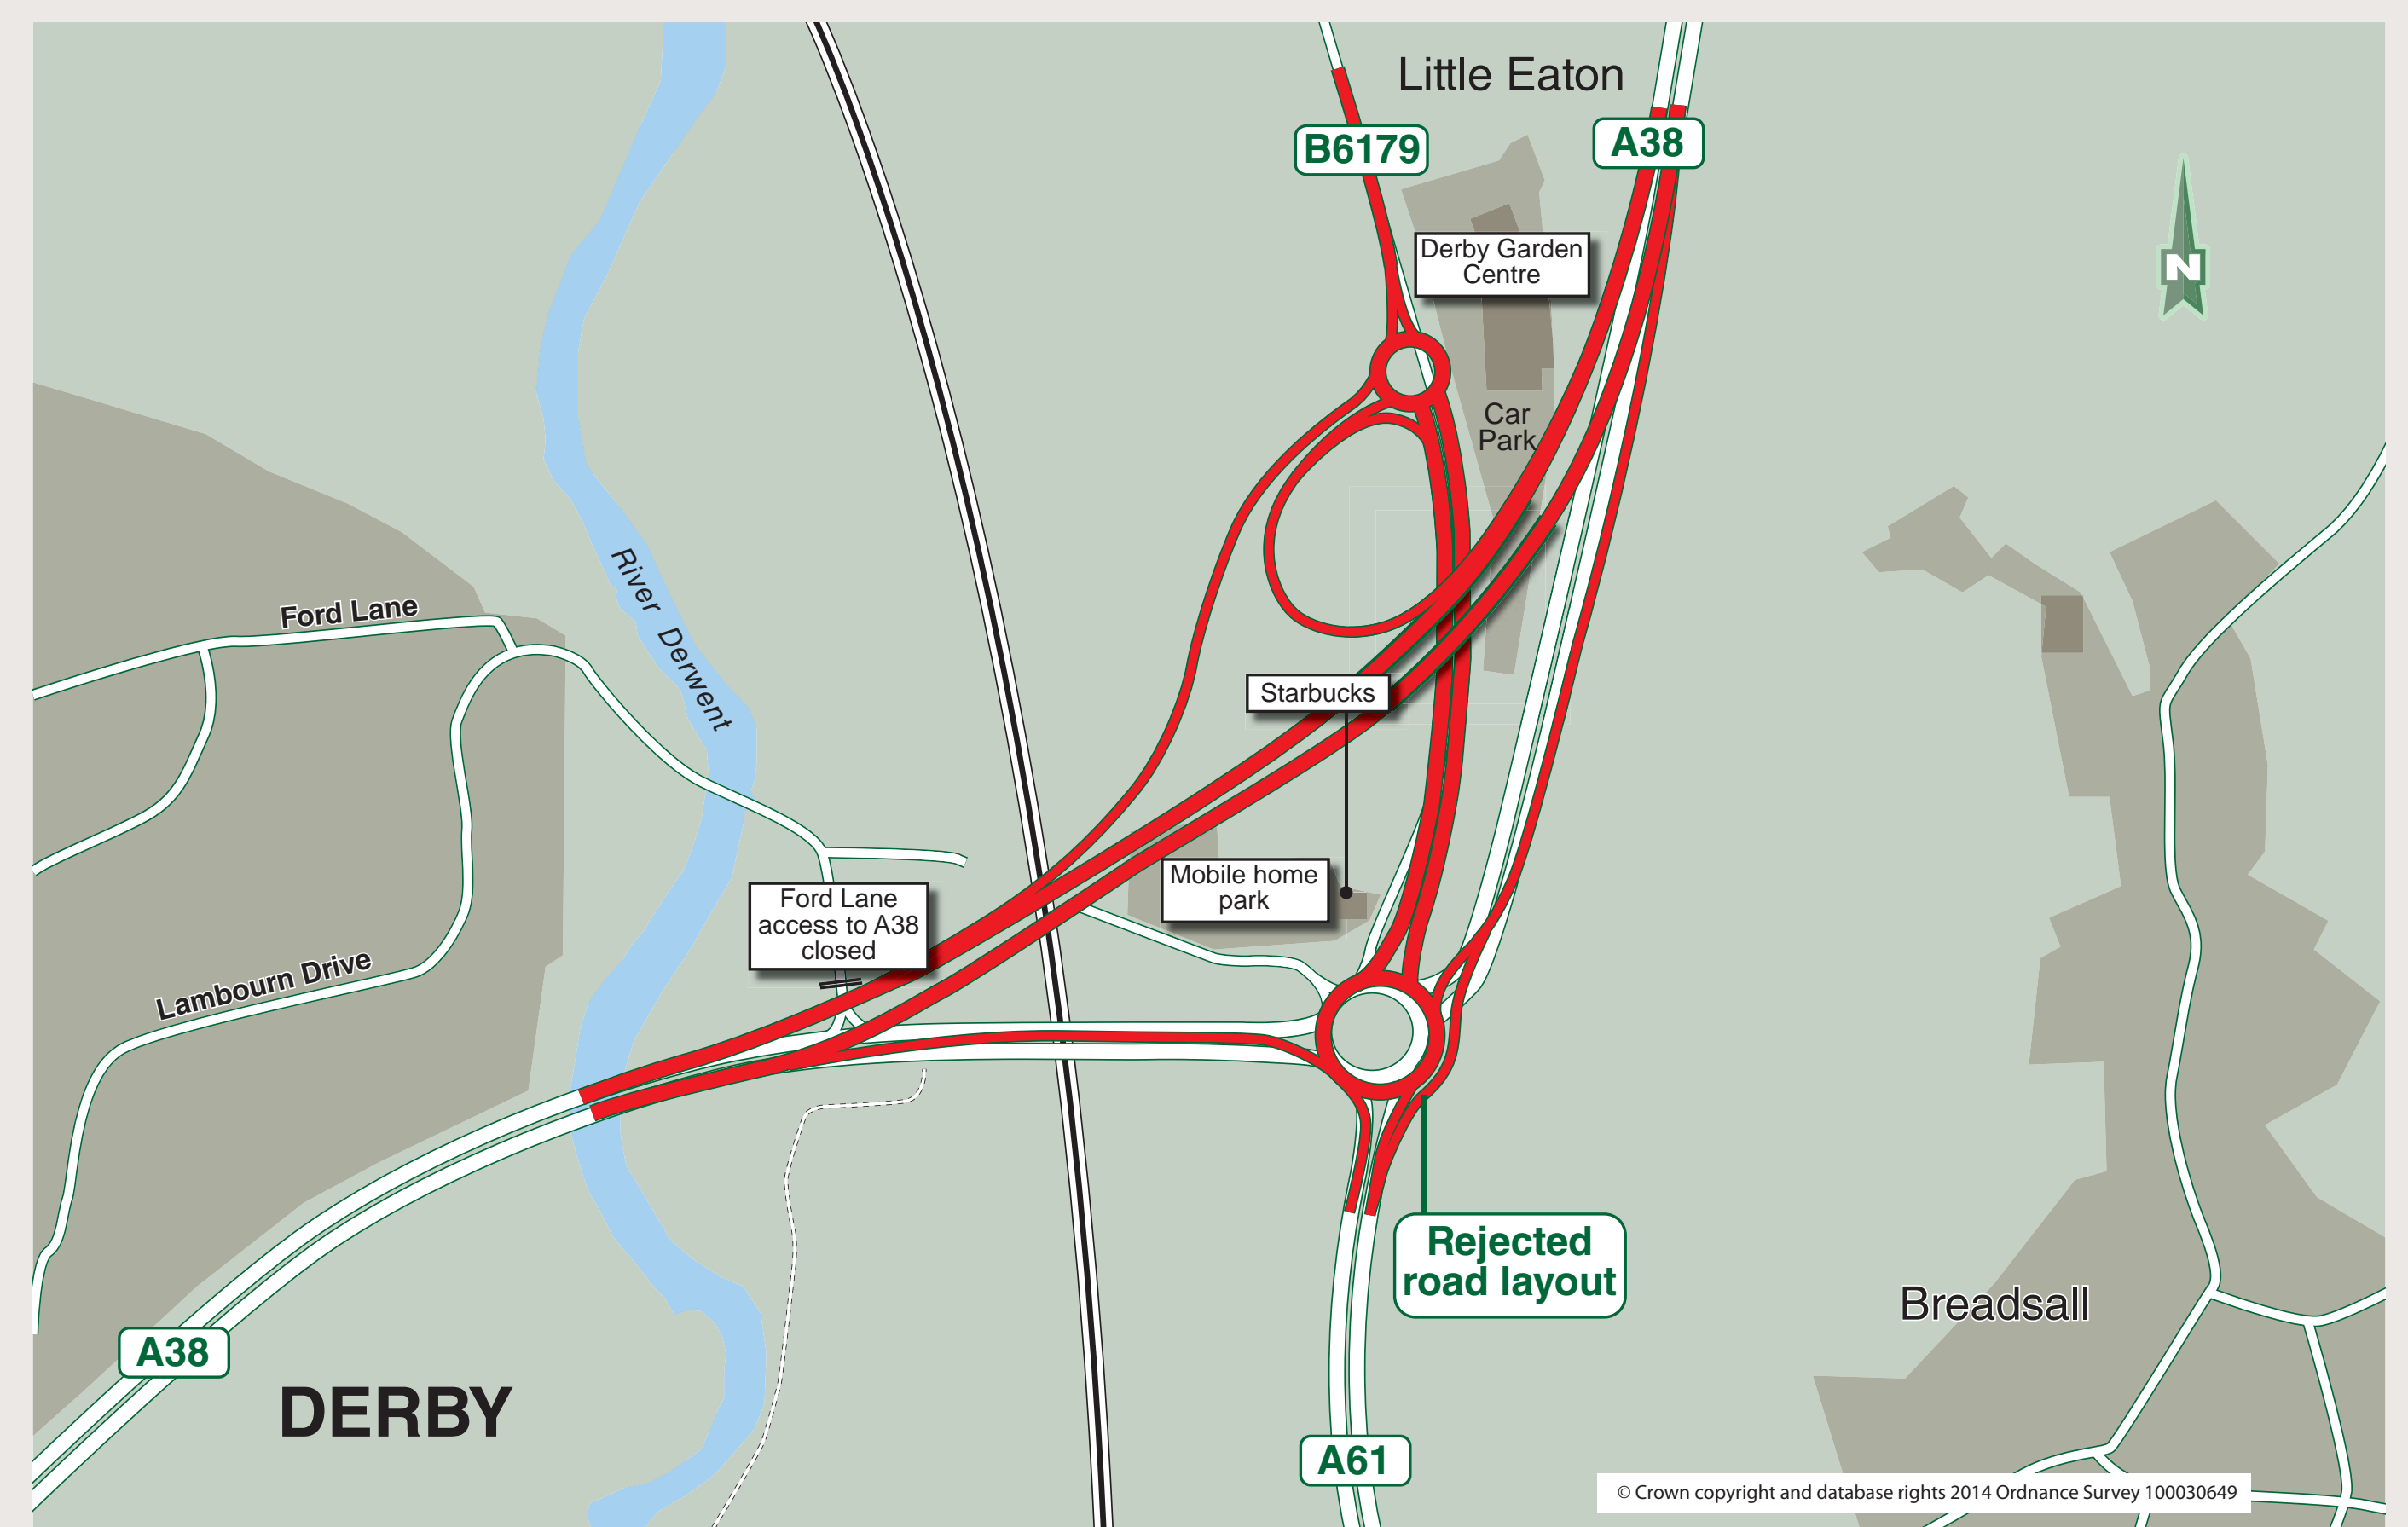 Little Eaton
B6179
A38
N
Derby Garden
Centre
Car
Park
River Derwent
Ford Lane
Starbucks
Mobile home
park
Ford Lane
access to A38
closed
Lambourn Drive
Rejected
road layout
Breadsall
A38
DERBY
A61
© Crown copyright and database rights 2014 Ordnance Survey 100030649